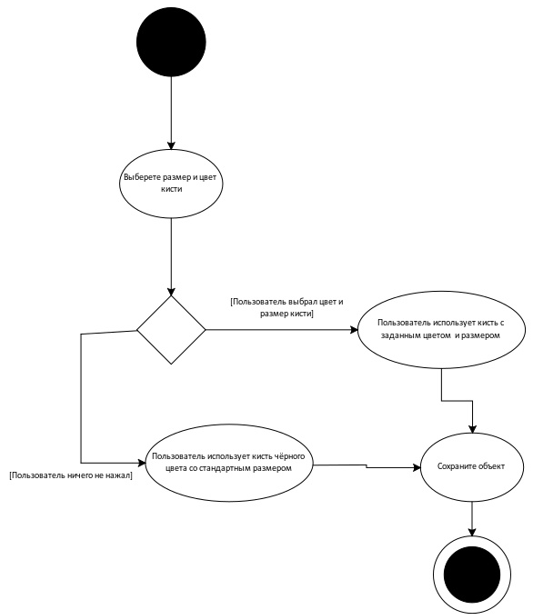 Выберете размер и цвет
кисти
[Пользователь выбрал цвет и
размер кисти]
Пользователь использует кисть с
заданным цветом и размером
Пользователь использует кисть чёрного
цвета со стандартным размером
[Пользователь ничего не нажал]
Сохраните объект